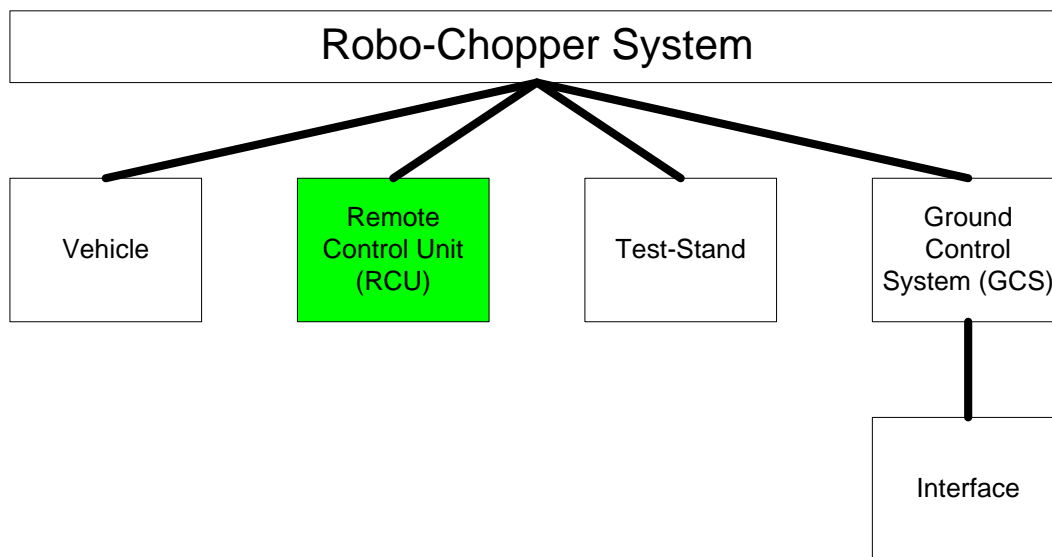 Robo-Chopper System
Vehicle
Remote
Control Unit
(RCU)
Test-Stand
Ground
Control
System (GCS)
Interface